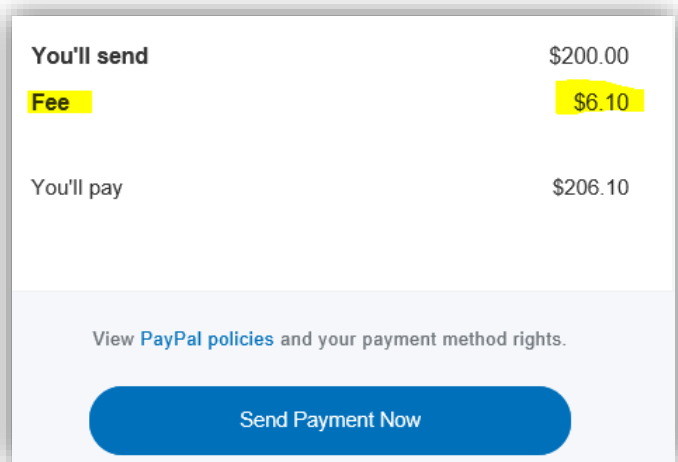 You'll send $200.00
Fee $6.10
You'll pay $206.10
View PayPal policies and your payment method rights.
Send Payment Now